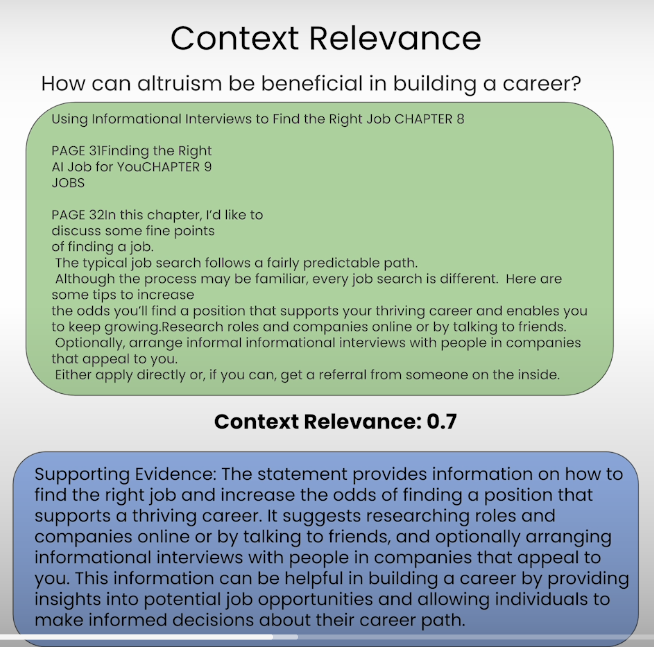 Context Relevance
How can altruism be beneficial in building a career?
Using Informational Interviews to Find the Right Job CHAPTER 8
PAGE 31Finding the Right
AI Job for YouCHAPTER 9
JOBS
PAGE 32In this chapter, I'd like to
discuss some fine points
of finding a job.
The typical job search follows a fairly predictable path.
Although the process may be familiar, every job search is different. Here are
some tips to increase
the odds you'll find a position that supports your thriving career and enables you
to keep growing.Research roles and companies online or by talking to friends.
Optionally, arrange informal informational interviews with people in companies
that appeal to you.
Either apply directly or, if you can, get a referral from someone on the inside.
Context Relevance: 0.7
Supporting Evidence: The statement provides information on how to
find the right job and increase the odds of finding a position that
supports a thriving career. It suggests researching roles and
companies online or by talking to friends, and optionally arranging
informational interviews with people in companies that appeal to
you. This information can be helpful in building a career by providing
insights into potential job opportunities and allowing individuals to
make informed decisions about their career path.